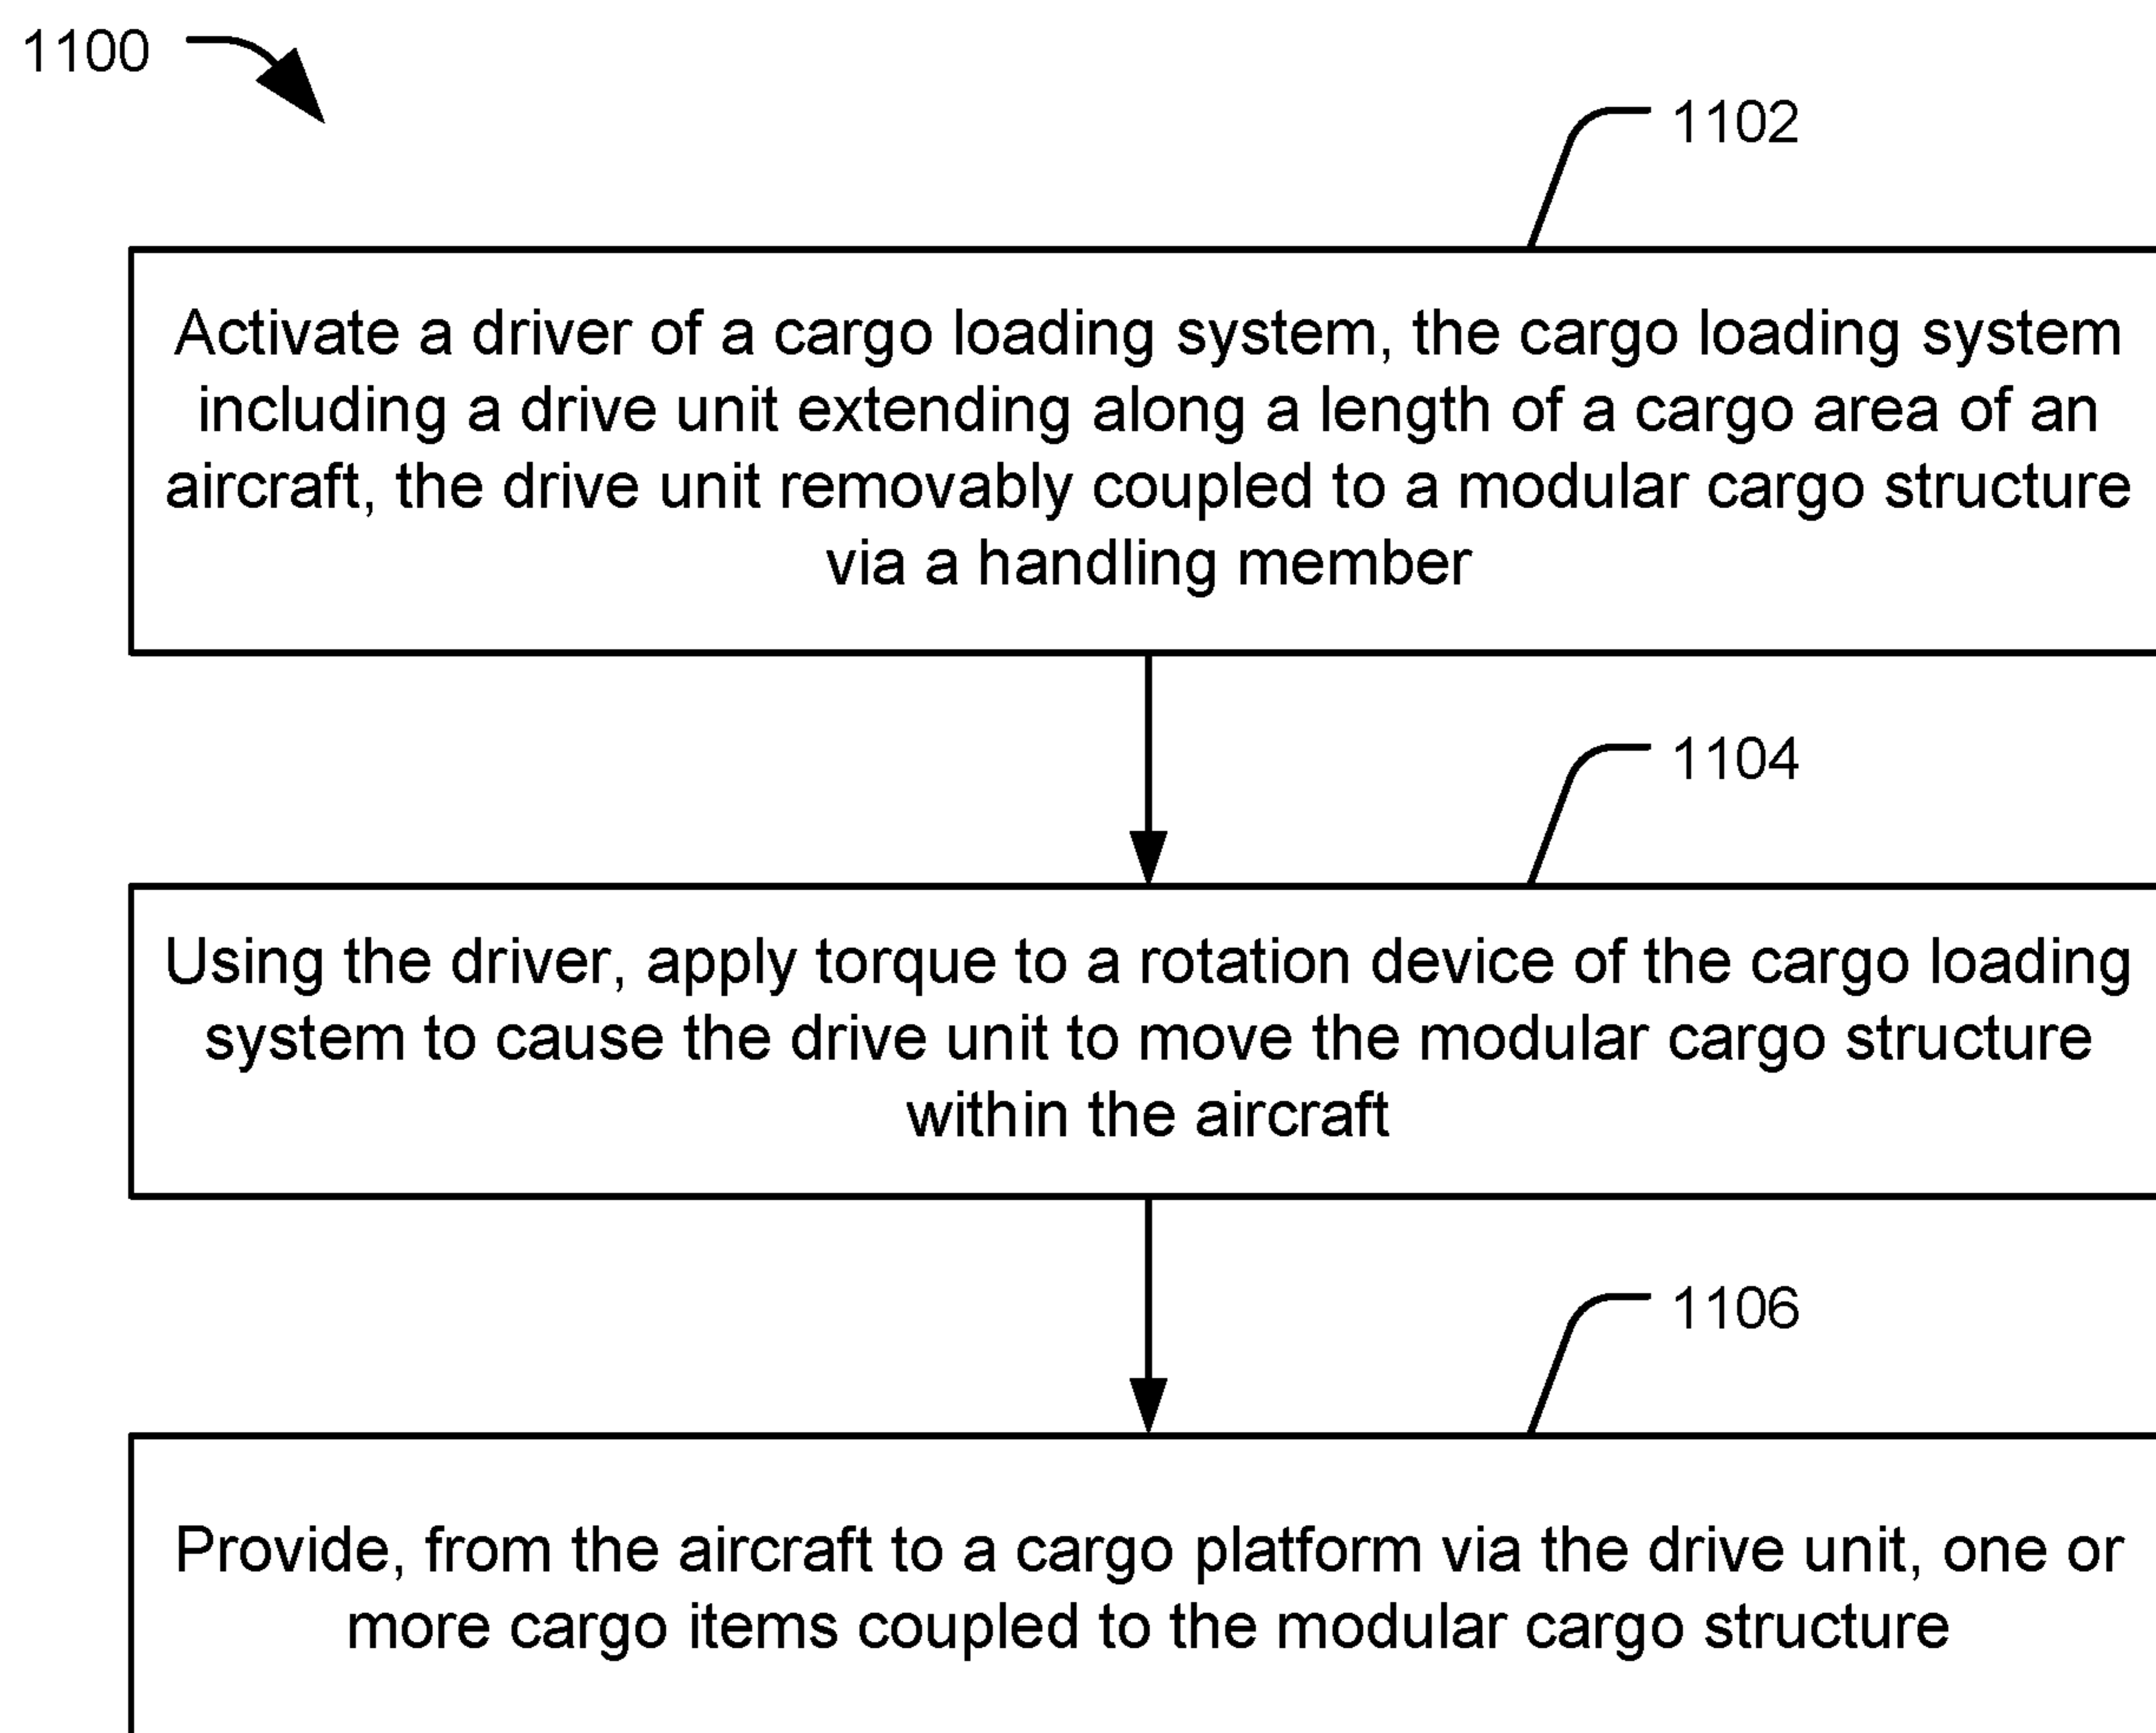 1100
1102
Activate a driver of a cargo loading system, the cargo loading system
including a drive unit extending along a length of a cargo area of an
aircraft, the drive unit removably coupled to a modular cargo structure
via a handling member
1104
Using the driver, apply torque to a rotation device of the cargo loading
system to cause the drive unit to move the modular cargo structure
within the aircraft
1106
Provide, from the aircraft to a cargo platform via the drive unit, one or
more cargo items coupled to the modular cargo structure